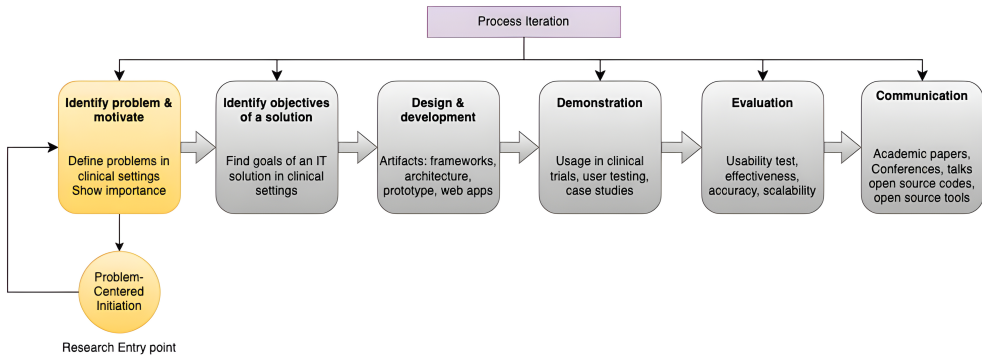 Process Iteration
Identify problem &
motivate
Define problems in
clinical settings
Show importance
Identify objectives
of a solution
Find goals of an IT
solution in clinical
settings
Design &
development
Artifacts: frameworks,
architecture,
prototype, web apps
Demonstration
Usage in clinical
trials, user testing,
case studies
Evaluation
Usability test,
effectiveness,
accuracy, scalability
Communication
Academic papers,
Conferences, talks
open source codes,
open source tools
Problem-
Centered
Initiation
Research Entry point